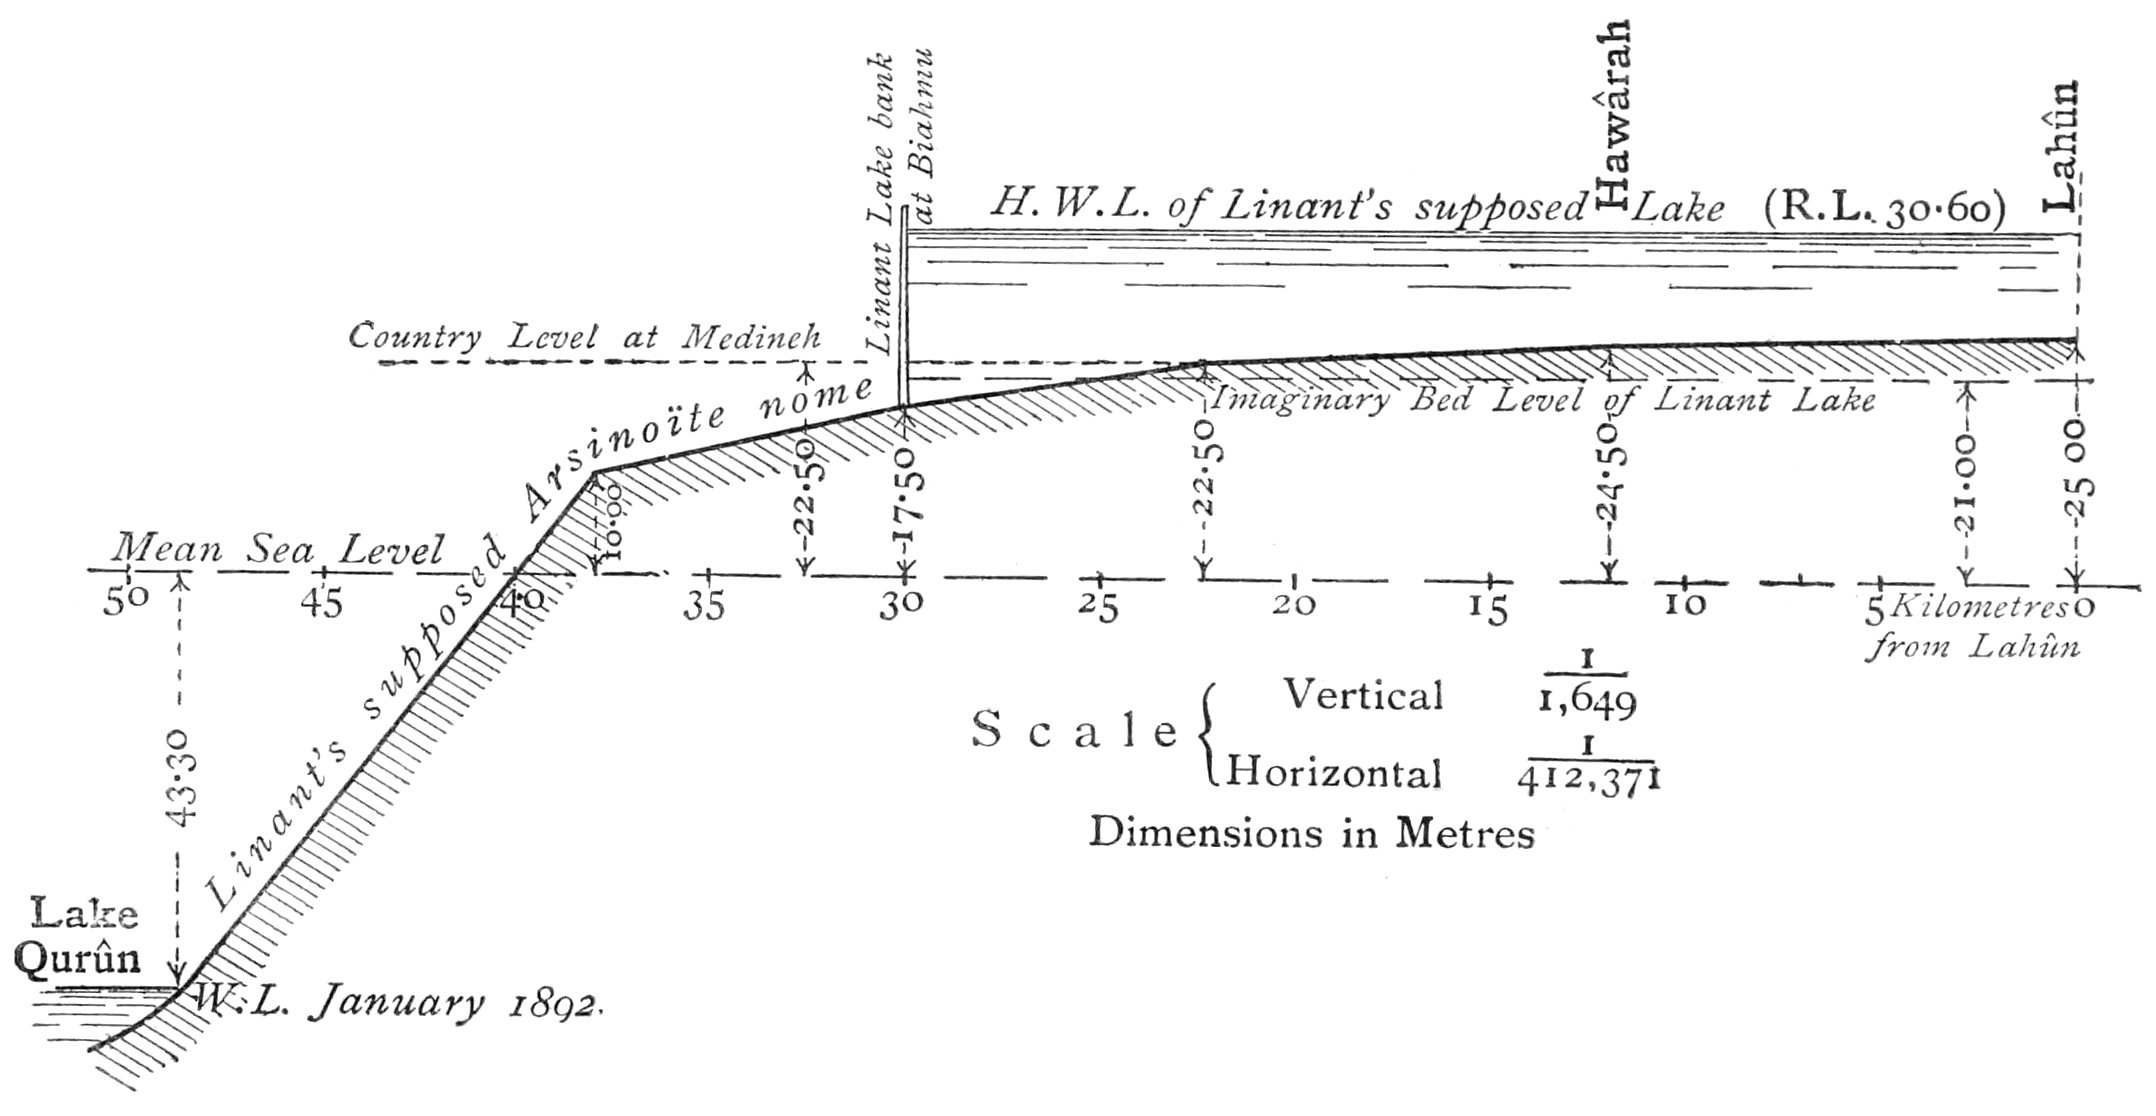 Linant Lake bank
at Biahmu
Hawârah
Lahûn
H. W. L. of Linant's supposed Lake (R.L. 30·60)
Country Level at Medineh
Linant's supposed Arsinoïte nome
Imaginary Bed Level of Linant Lake
10·00
22·50
17·50
22·50
24·50
21·00
25 00
Mean Sea Level
50 45 40 35 30 25 20 15 10 5 0
Kilometres
from Lahûn
43·30
Scale
Vertical 1/1,649
Horizontal 1/412,371
Dimensions in Metres
Lake
Qurûn
W. L. January 1892.